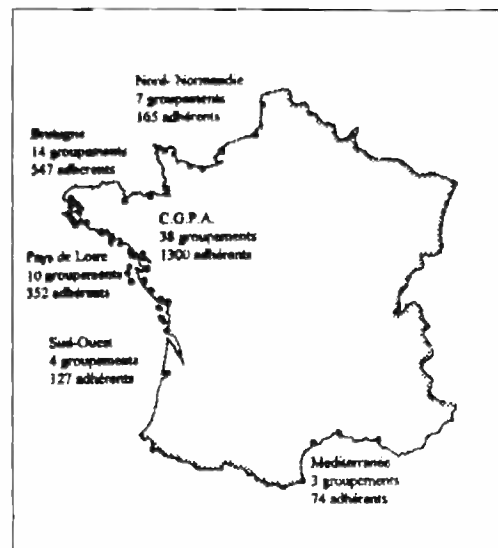 Nord- Normandie
7 groupements
165 adhérents
Bretagne
14 groupements
547 adhérents
C.G.P.A.
38 groupements
1300 adhérents
Pays de Loire
10 groupements
352 adhérents
Sud-Ouest
4 groupements
127 adhérents
Mediterranée
3 groupements
74 adhérents